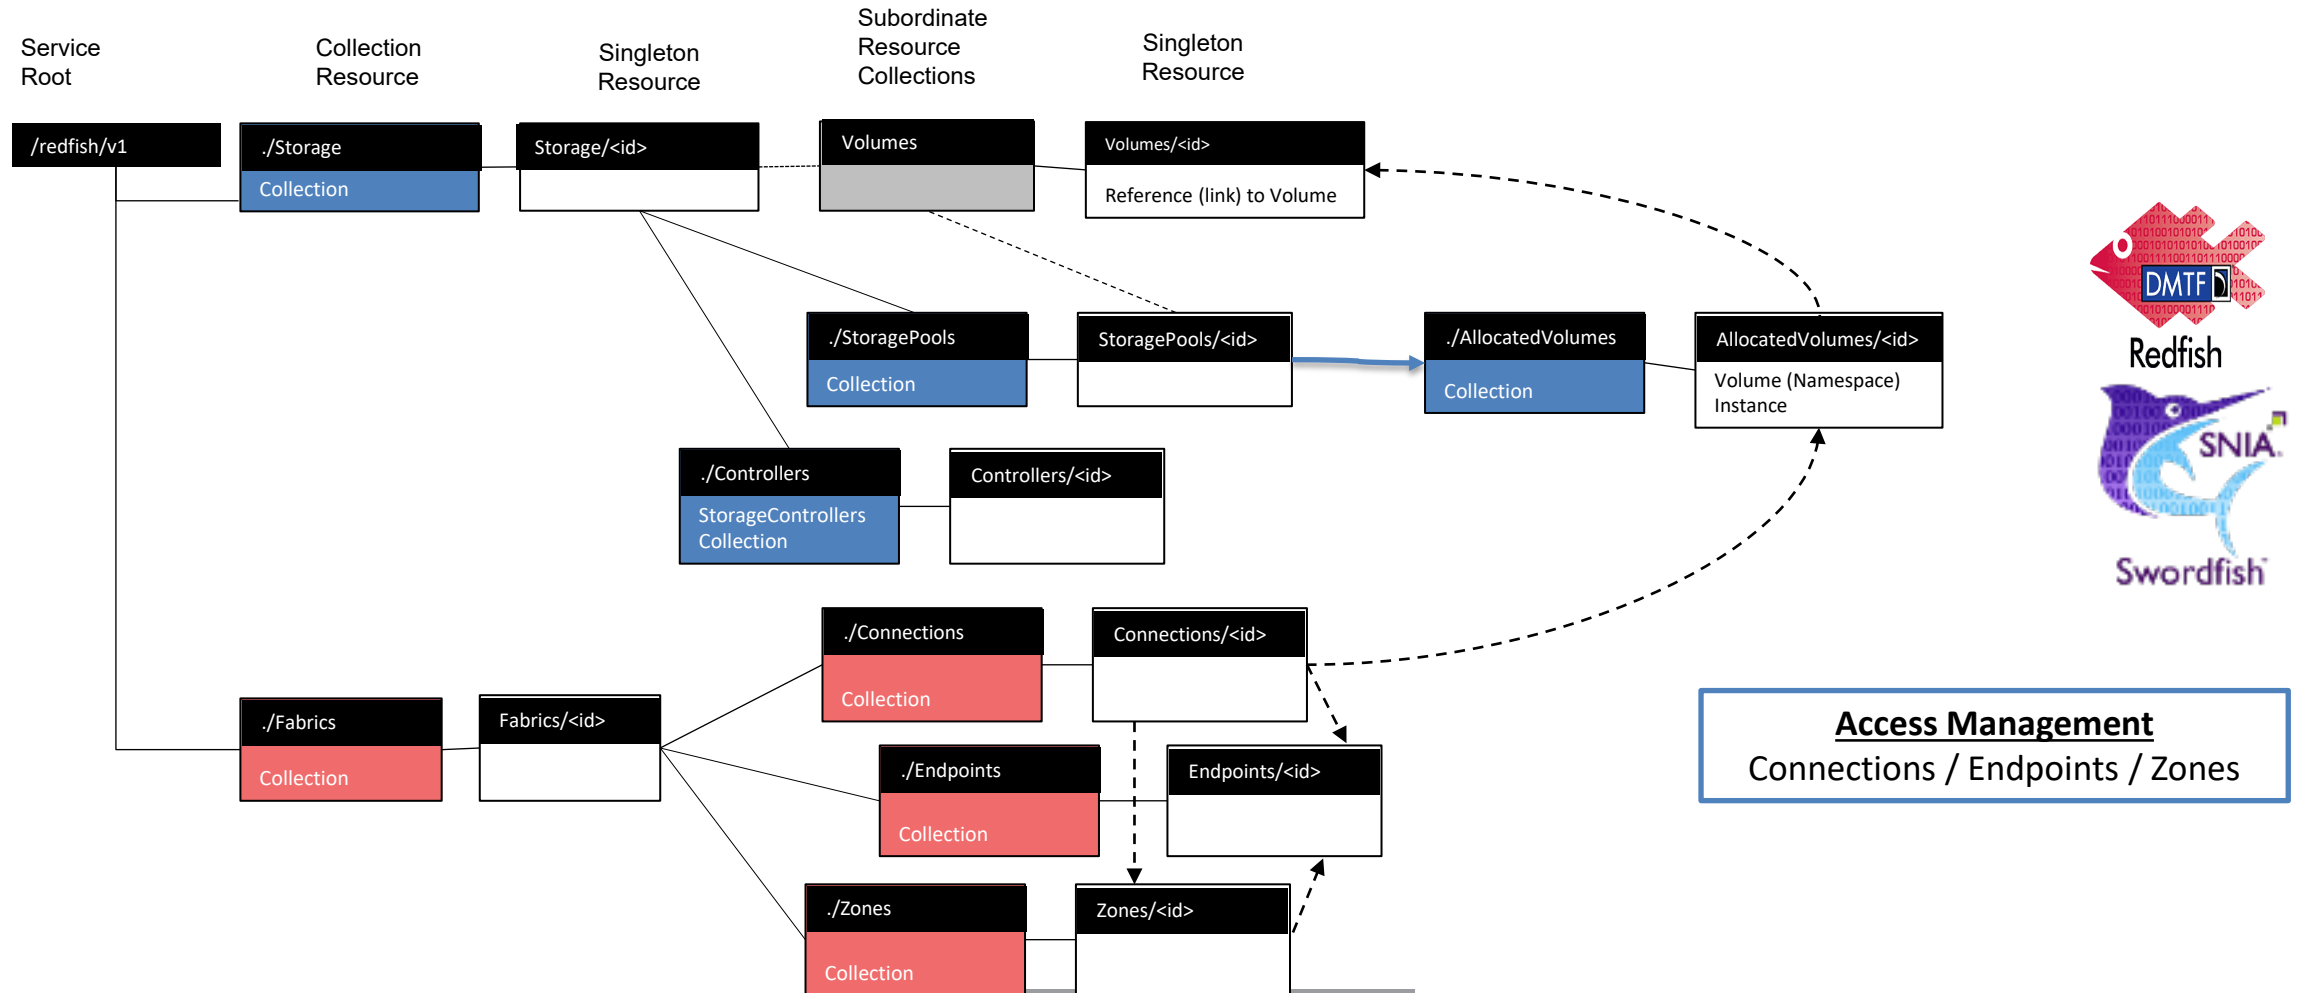 Service
Root
Collection
Resource
Singleton
Resource
Subordinate
Resource
Collections
Singleton
Resource
/redfish/v1
./Storage
Collection
Storage/<id>
Volumes
Volumes/<id>
Reference (link) to Volume
./StoragePools
Collection
StoragePools/<id>
./AllocatedVolumes
Collection
AllocatedVolumes/<id>
Volume (Namespace)
Instance
./Controllers
StorageControllers
Collection
Controllers/<id>
./Connections
Collection
Connections/<id>
./Fabrics
Collection
Fabrics/<id>
./Endpoints
Collection
Endpoints/<id>
./Zones
Collection
Zones/<id>
DMTF
Redfish
SNIA
Swordfish
Access Management
Connections / Endpoints / Zones